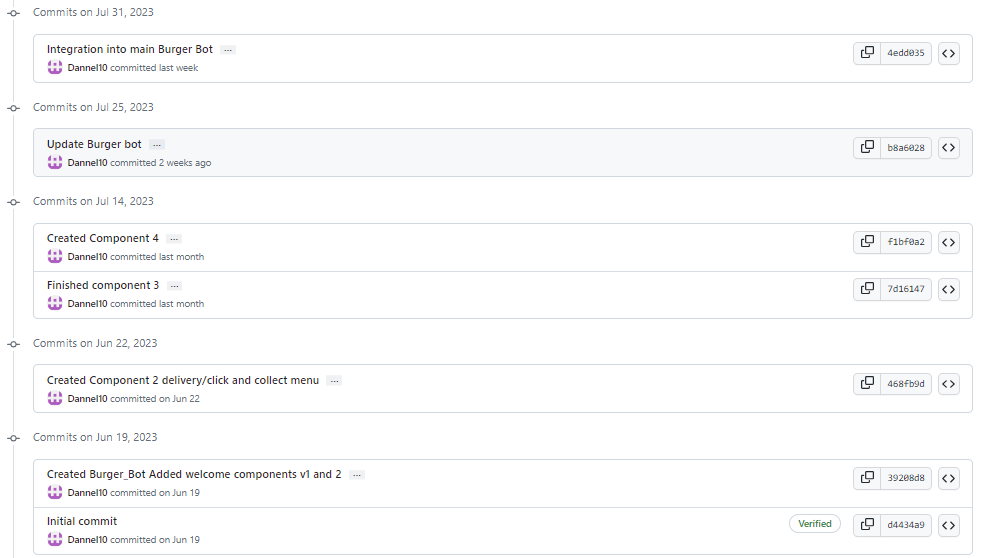 Commits on Jul 31, 2023
Integration into main Burger Bot ...
Dannel10 committed last week
4edd035
Commits on Jul 25, 2023
Update Burger bot ...
Dannel10 committed 2 weeks ago
b8a6028
Commits on Jul 14, 2023
Created Component 4 ...
Dannel10 committed last month
f1bf0a2
Finished component 3 ...
Dannel10 committed last month
7d16147
Commits on Jun 22, 2023
Created Component 2 delivery/click and collect menu ...
Dannel10 committed on Jun 22
468fb9d
Commits on Jun 19, 2023
Created Burger_Bot Added welcome components v1 and 2 ...
Dannel10 committed on Jun 19
39208d8
Initial commit
Dannel10 committed on Jun 19
Verified
d4434a9